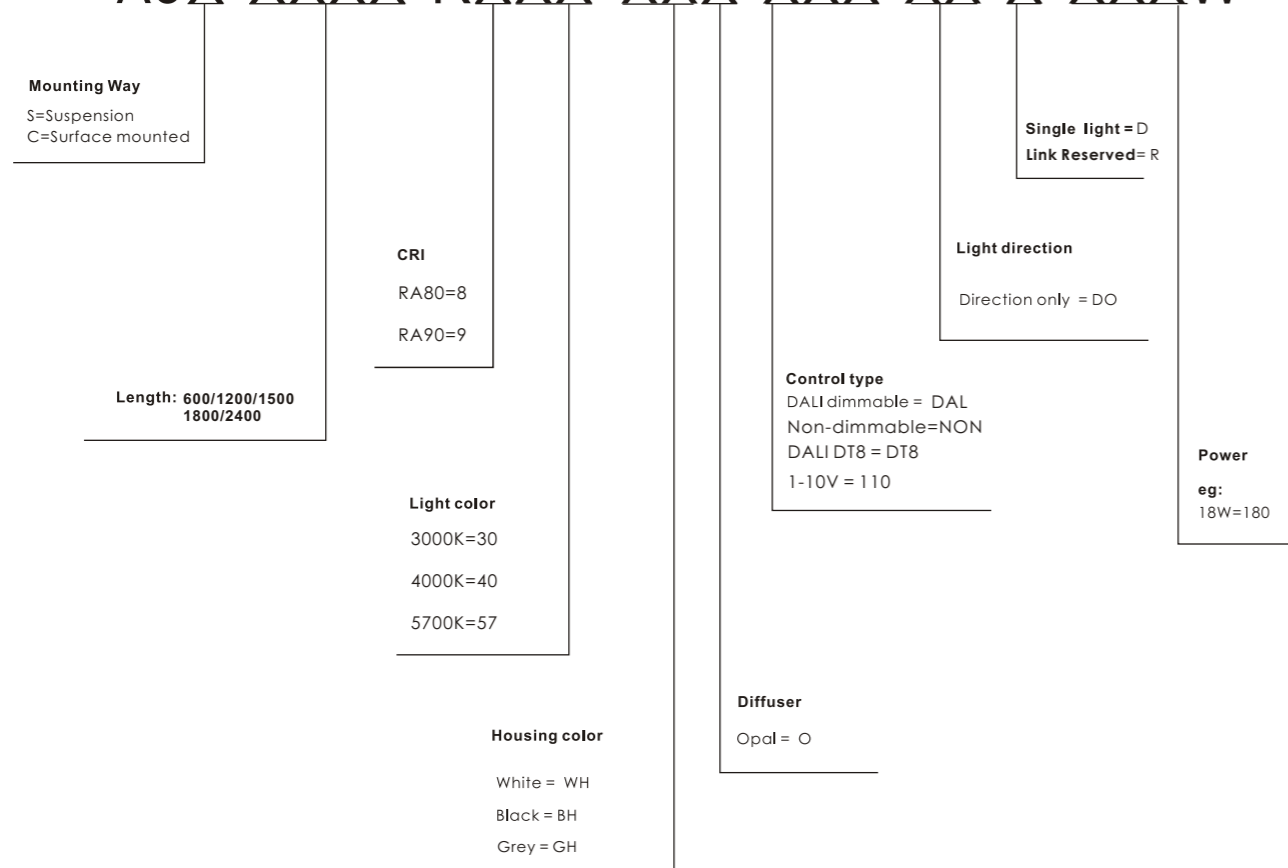 Mounting Way
S=Suspension
C=Surface mounted
Single light = D
Link Reserved= R
CRI
RA80=8
RA90=9
Light direction
Direction only = DO
Length: 600/1200/1500
1800/2400
Control type
DALI dimmable = DAL
Non-dimmable=NON
DALI DT8 = DT8
1-10V = 110
Power
eg:
18W=180
Light color
3000K=30
4000K=40
5700K=57
Diffuser
Opal = O
Housing color
White = WH
Black = BH
Grey = GH